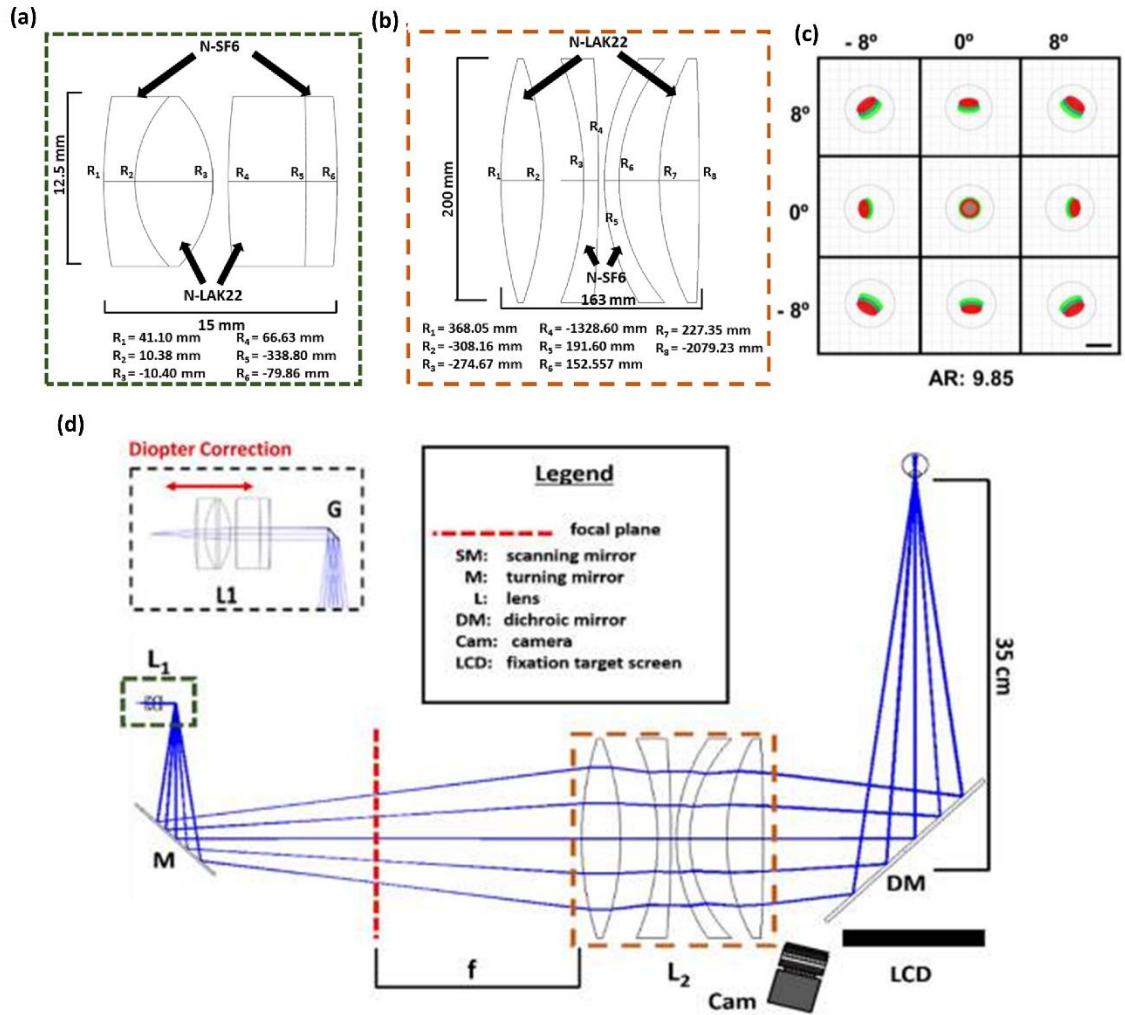 (a)
N-SF6
12.5 mm
R1
R2
R3
R4
R5
R6
N-LAK22
15 mm
R1 = 41.10 mm R4 = 66.63 mm
R2 = 10.38 mm R5 = -338.80 mm
R3 = -10.40 mm R6 = -79.86 mm
(b)
N-LAK22
200 mm
R1
R2
R3
R4
R5
R6
R7
R8
N-SF6
163 mm
R1 = 368.05 mm R4 = -1328.60 mm R7 = 227.35 mm
R2 = -308.16 mm R5 = 191.60 mm R8 = -2079.23 mm
R3 = -274.67 mm R6 = 152.557 mm
(c)
- 8º 0º 8º
8º
0º
- 8º
AR: 9.85
(d)
Diopter Correction
G
L1
Legend
focal plane
SM: scanning mirror
M: turning mirror
L: lens
DM: dichroic mirror
Cam: camera
LCD: fixation target screen
L1
M
f
L2
Cam
LCD
DM
35 cm